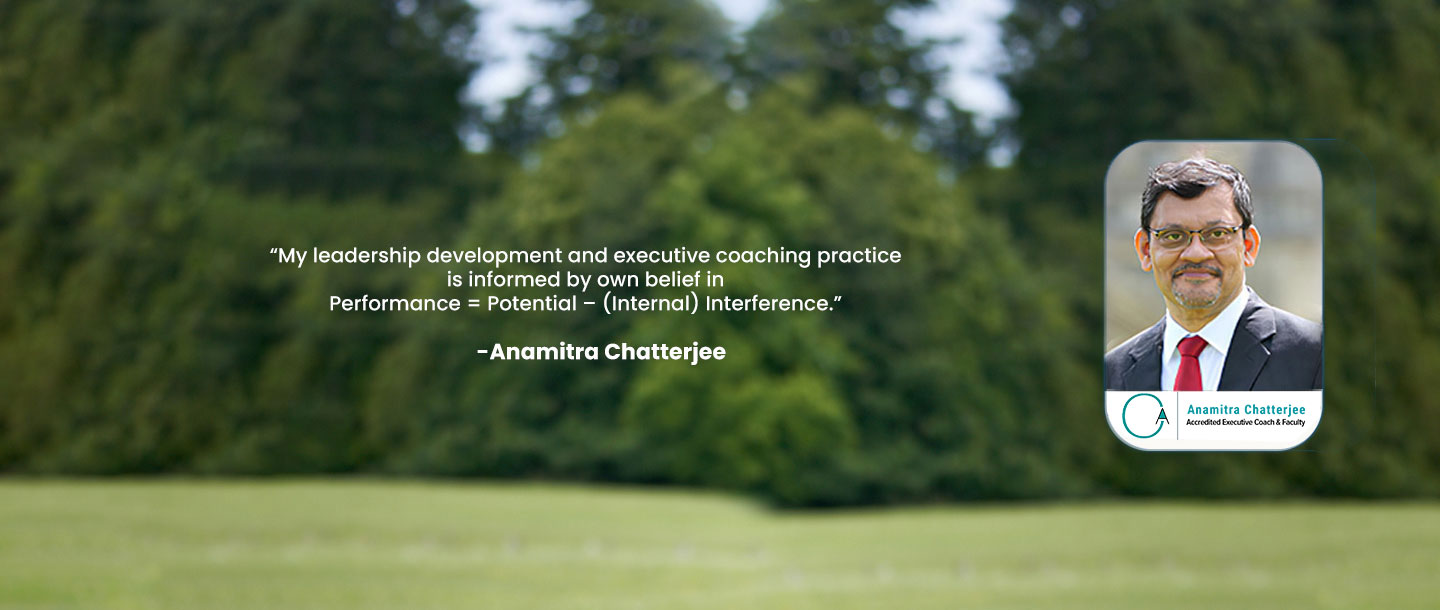 “My leadership development and executive coaching practice
is informed by own belief in
Performance = Potential – (Internal) Interference.”
-Anamitra Chatterjee
CA
Anamitra Chatterjee
Accredited Executive Coach & Faculty